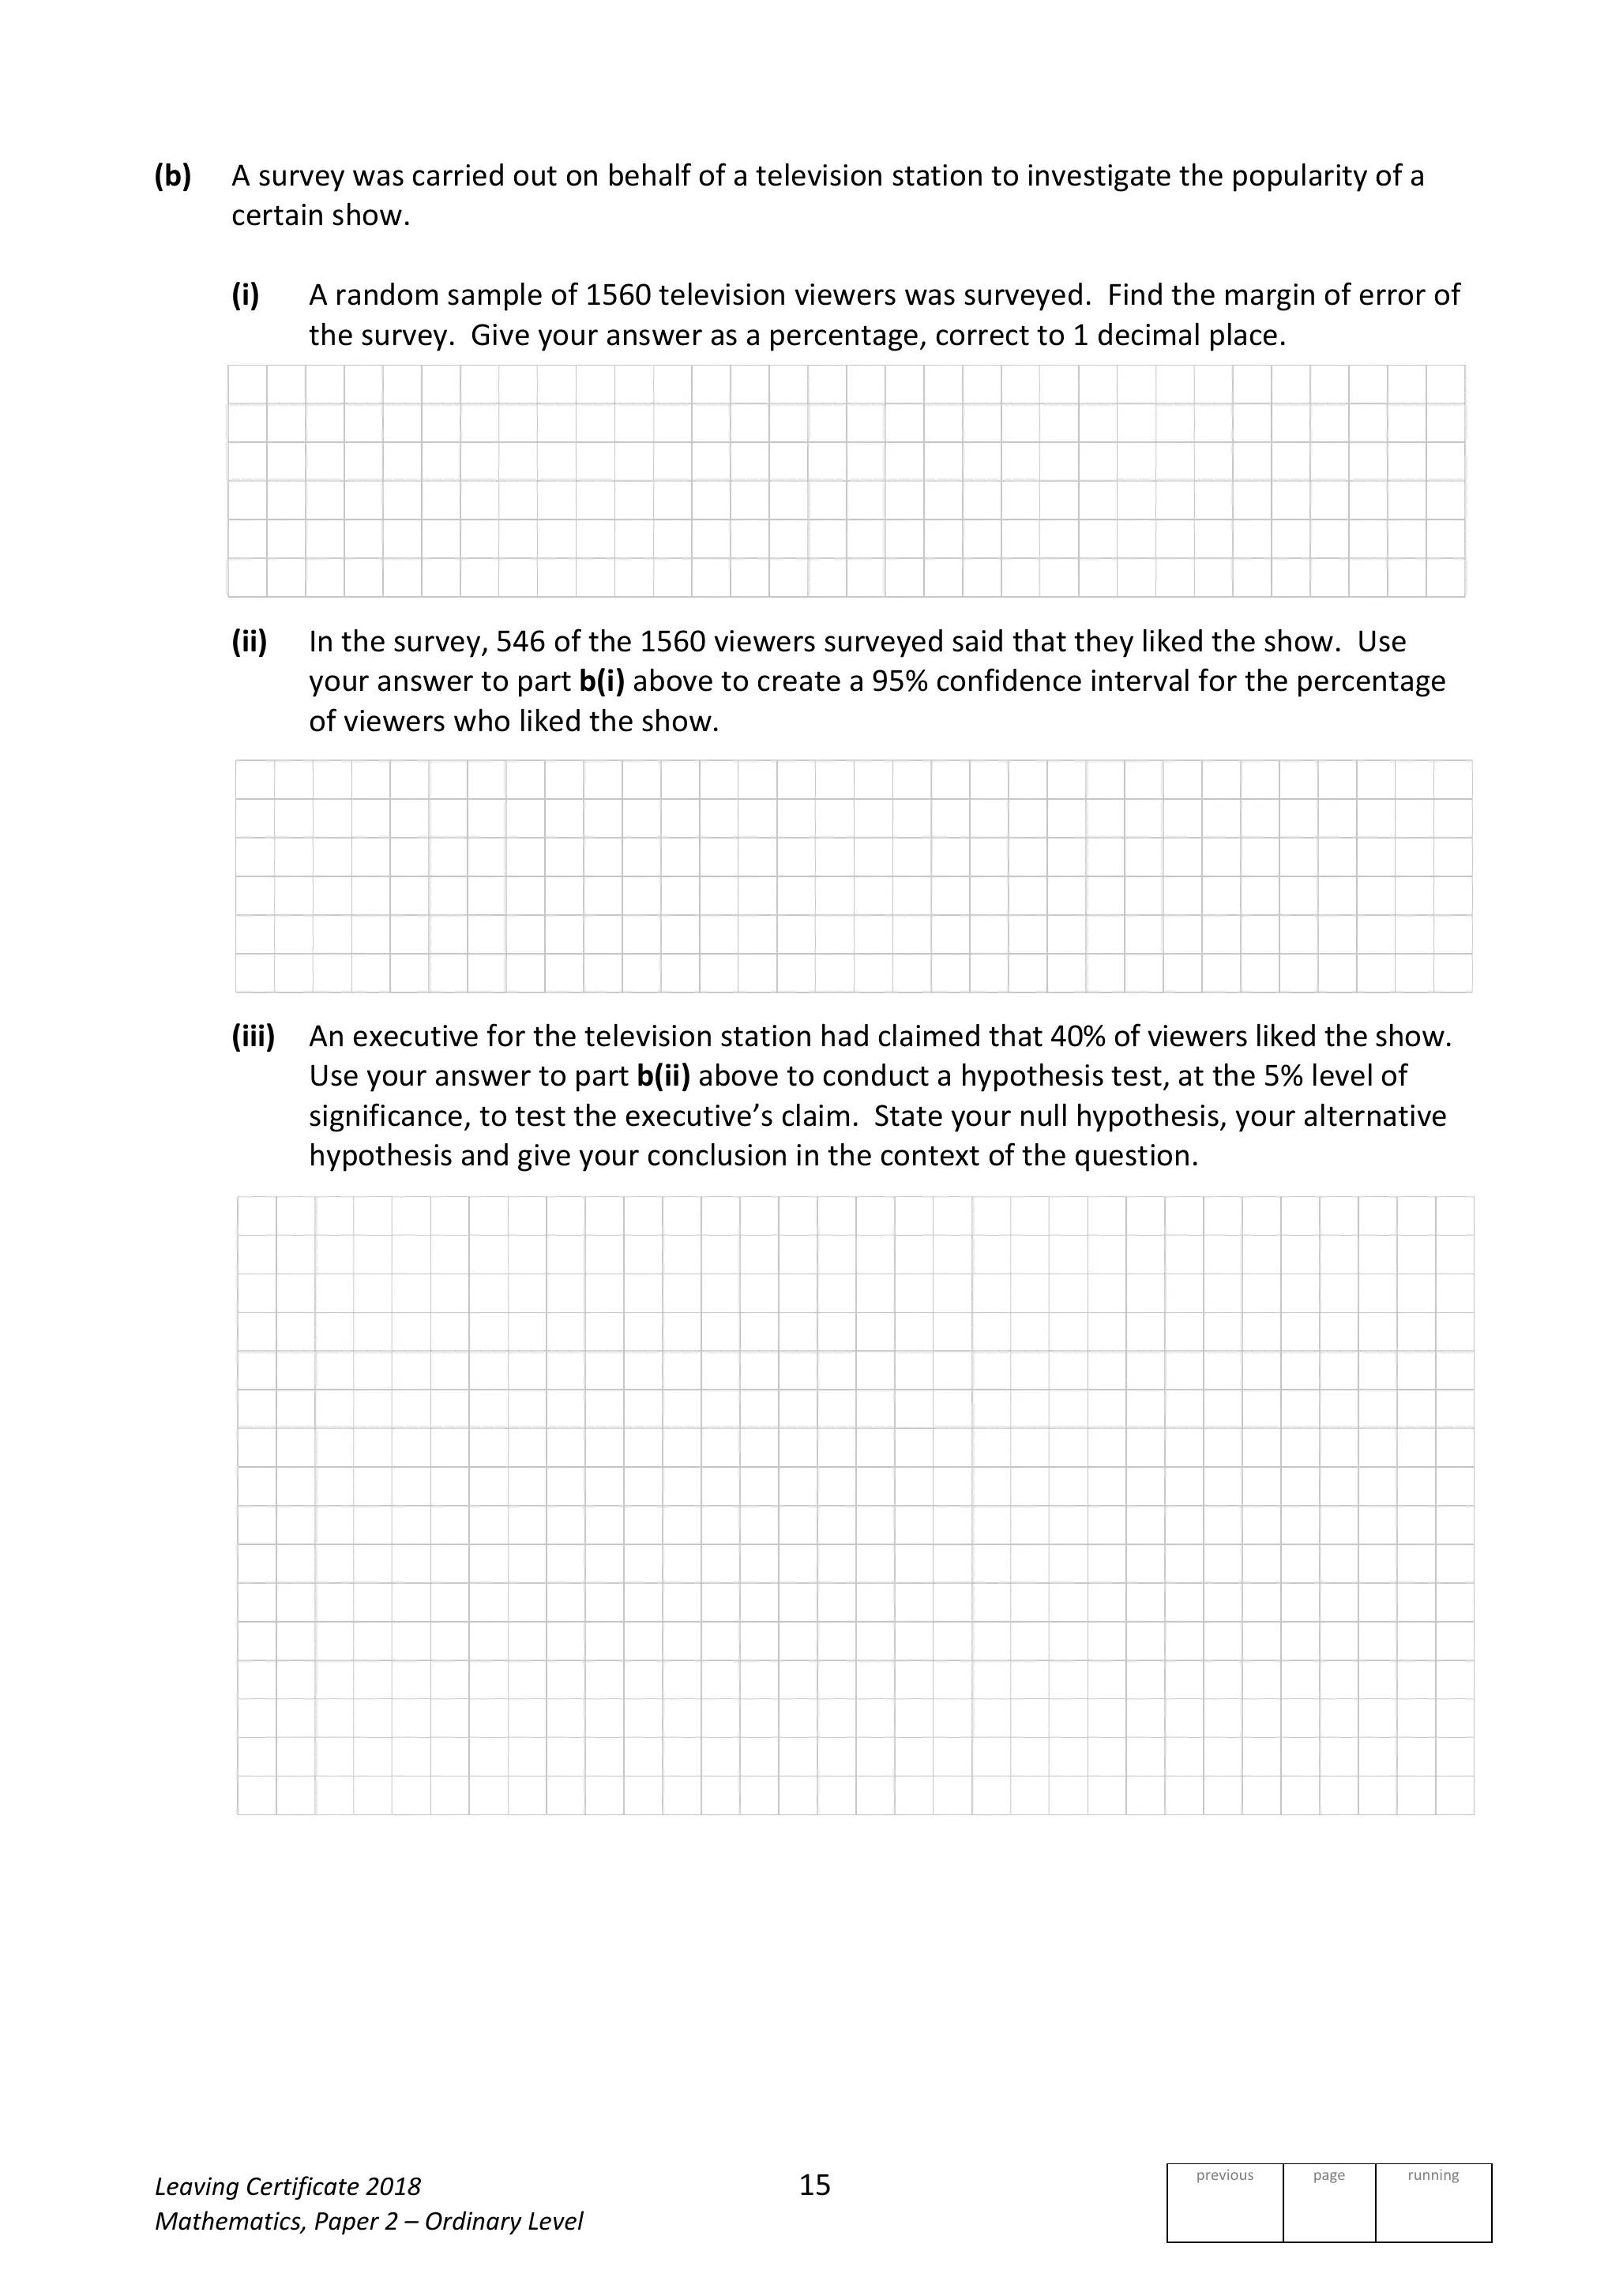 (b) A survey was carried out on behalf of a television station to investigate the popularity of a
certain show.
(i) A random sample of 1560 television viewers was surveyed. Find the margin of error of
the survey. Give your answer as a percentage, correct to 1 decimal place.
(ii) In the survey, 546 of the 1560 viewers surveyed said that they liked the show. Use
your answer to part b(i) above to create a 95% confidence interval for the percentage
of viewers who liked the show.
(iii) An executive for the television station had claimed that 40% of viewers liked the show.
Use your answer to part b(ii) above to conduct a hypothesis test, at the 5% level of
significance, to test the executive’s claim. State your null hypothesis, your alternative
hypothesis and give your conclusion in the context of the question.
Leaving Certificate 2018
Mathematics, Paper 2 – Ordinary Level
15
previous page running